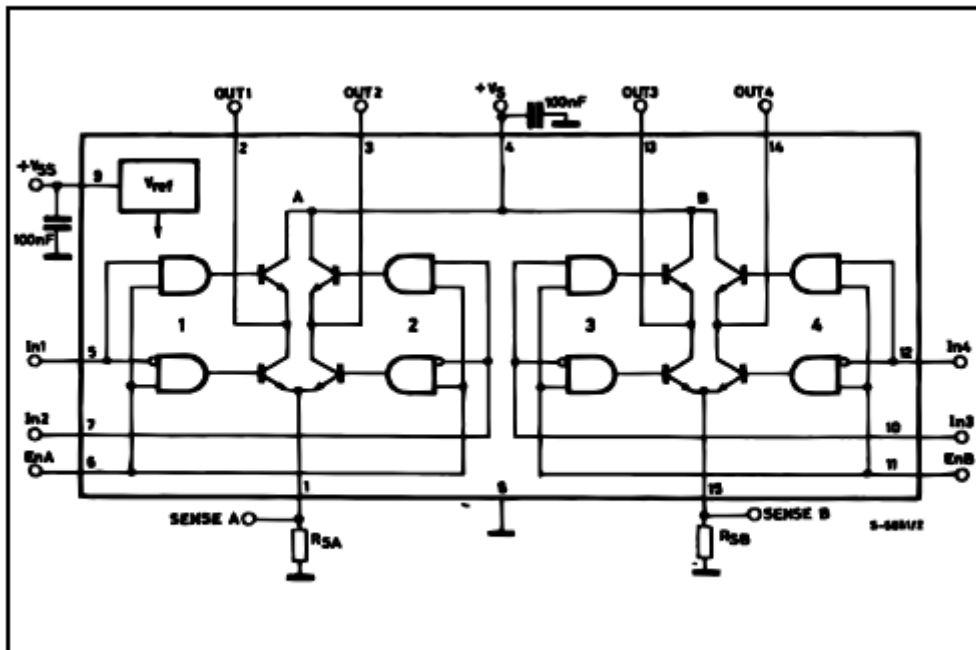 OUT1
OUT2
+VS
100nF
OUT3
OUT4
2
3
4
13
14
+VSS
9
Vref
100nF
A
B
1
2
3
4
In1
5
12
In4
In2
7
10
In3
EnA
6
11
EnB
1
8
15
SENSE A
SENSE B
RSA
RSB